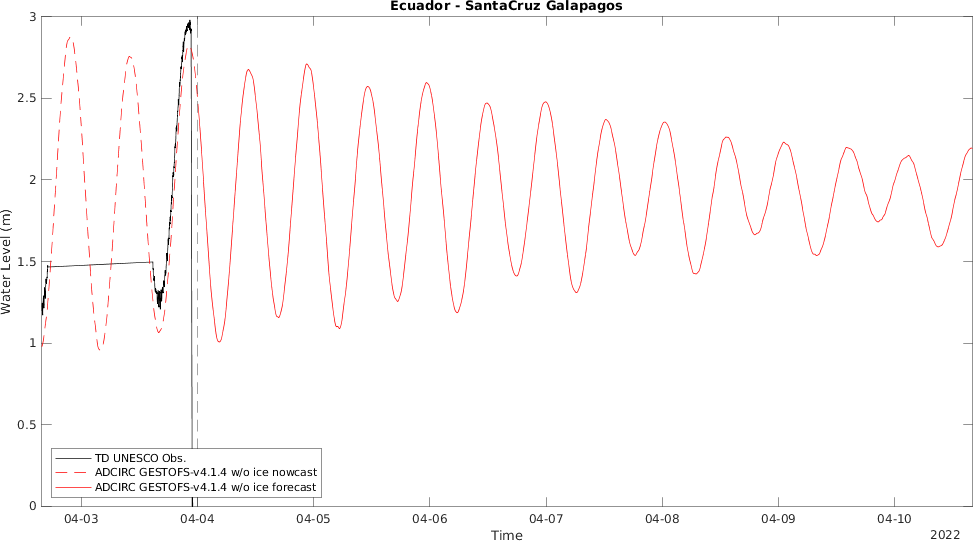 Ecuador - SantaCruz Galapagos
3
2.5
2
1.5
1
0.5
0
Water Level (m)
TD UNESCO Obs.
ADCIRC GESTOFS-v4.1.4 w/o ice nowcast
ADCIRC GESTOFS-v4.1.4 w/o ice forecast
04-03 04-04 04-05 04-06 04-07 04-08 04-09 04-10
Time
2022